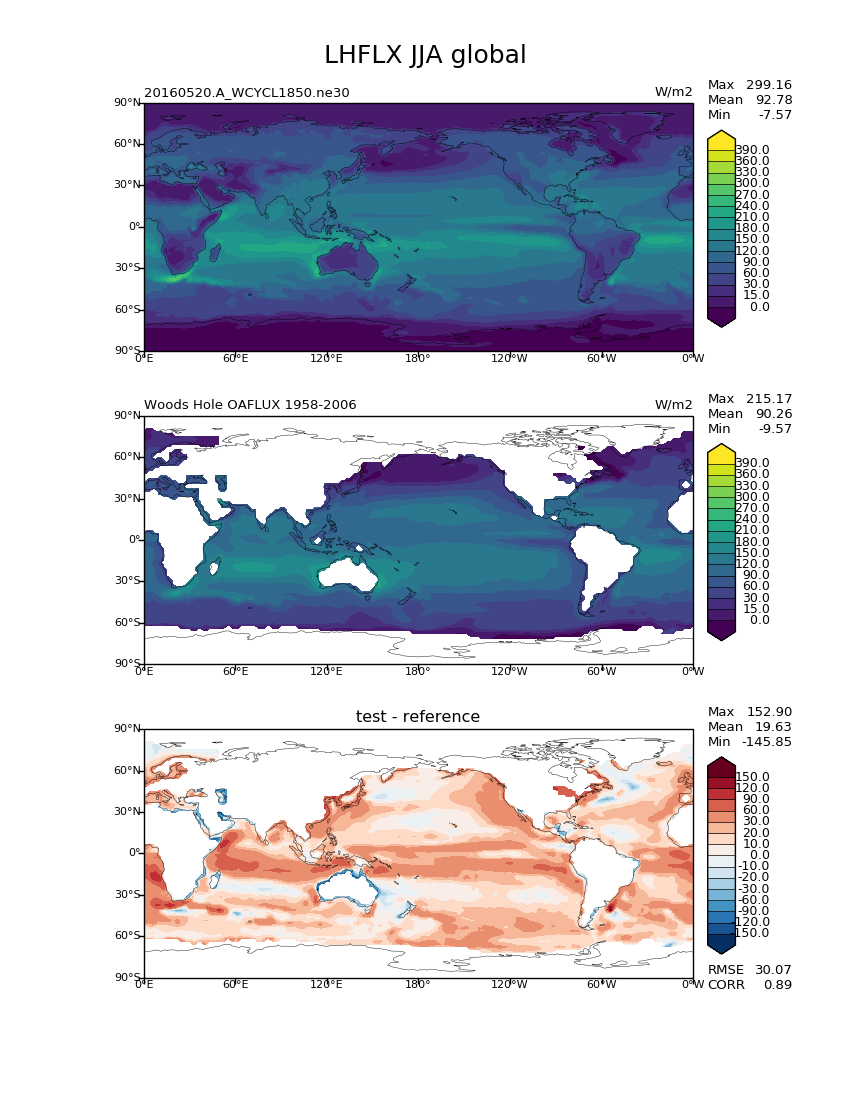 LHFLX JJA global
20160520.A_WCYCL1850.ne30 W/m2
Max 299.16
Mean 92.78
Min -7.57
90°N
60°N
30°N
0°
30°S
60°S
90°S
0°E 60°E 120°E 180° 120°W 60°W 0°W
390.0
360.0
330.0
300.0
270.0
240.0
210.0
180.0
150.0
120.0
90.0
60.0
30.0
15.0
0.0
Woods Hole OAFLUX 1958-2006 W/m2
Max 215.17
Mean 90.26
Min -9.57
90°N
60°N
30°N
0°
30°S
60°S
90°S
0°E 60°E 120°E 180° 120°W 60°W 0°W
390.0
360.0
330.0
300.0
270.0
240.0
210.0
180.0
150.0
120.0
90.0
60.0
30.0
15.0
0.0
test - reference
Max 152.90
Mean 19.63
Min -145.85
90°N
60°N
30°N
0°
30°S
60°S
90°S
0°E 60°E 120°E 180° 120°W 60°W 0°W
150.0
120.0
90.0
60.0
30.0
20.0
10.0
0.0
-10.0
-20.0
-30.0
-60.0
-90.0
-120.0
-150.0
RMSE 30.07
CORR 0.89